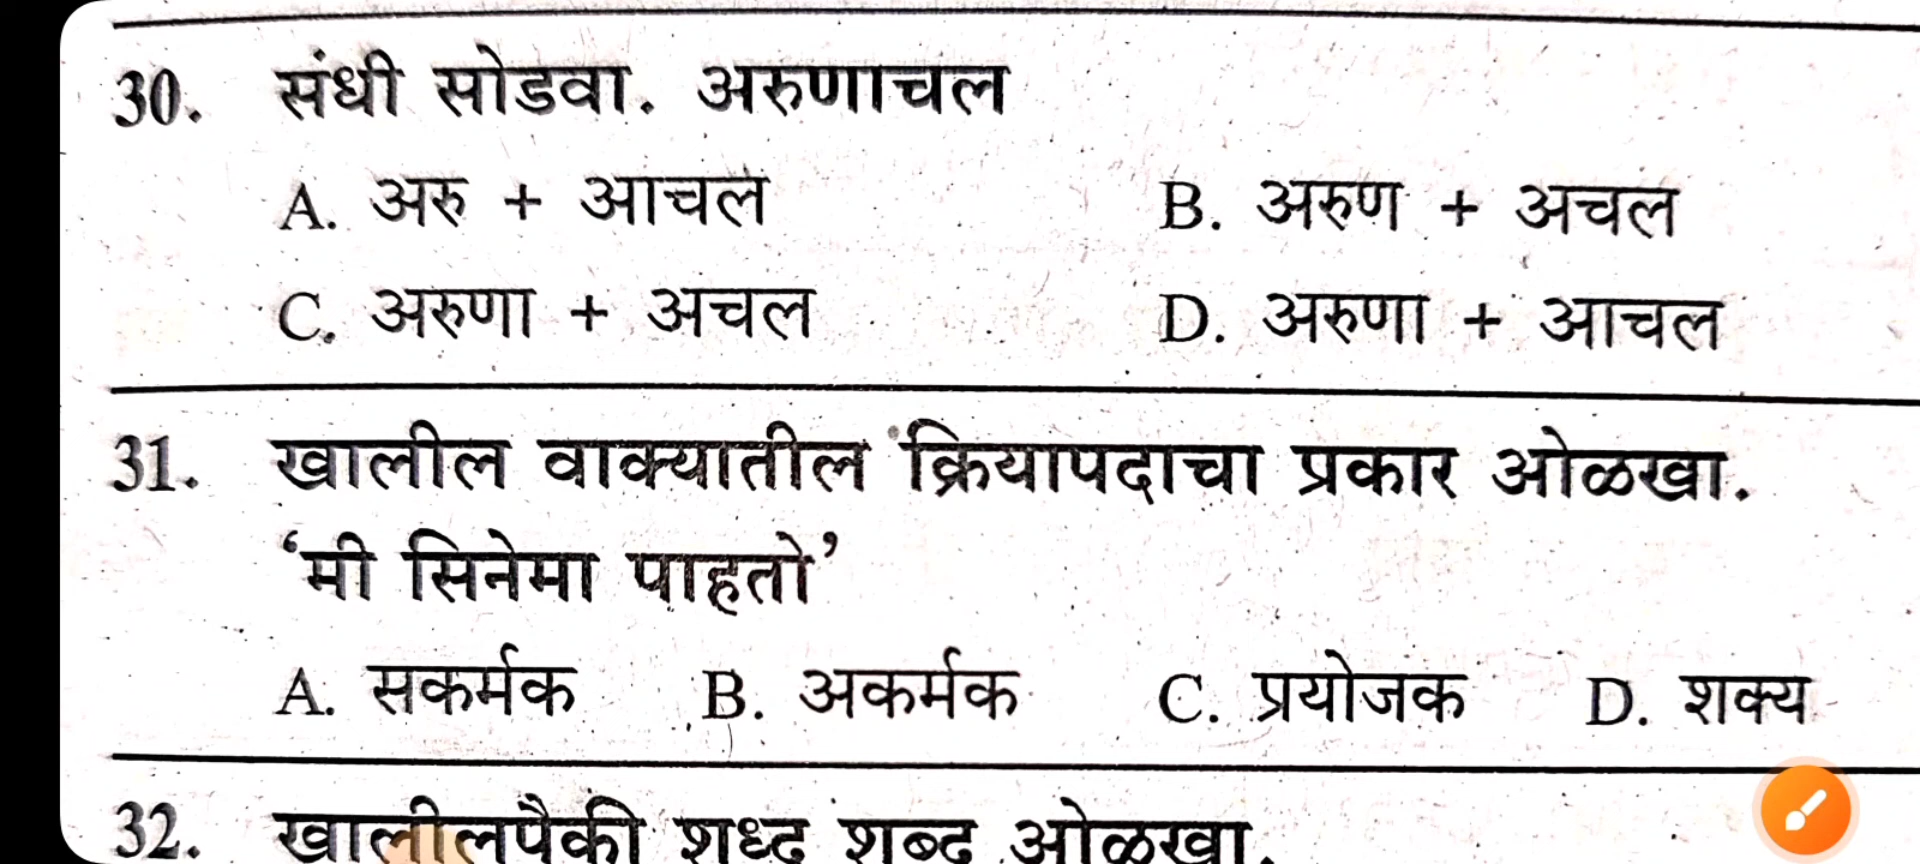 30. संधी सोडवा. अरुणाचल
A. अरु + आचल B. अरुण + अचल
C. अरुणा + अचल D. अरुणा + आचल
31. खालील वाक्यातील क्रियापदाचा प्रकार ओळखा.
‘मी सिनेमा पाहतो’
A. सकर्मक B. अकर्मक C. प्रयोजक D. शक्य
32. खालीलपैकी शुध्द शब्द ओळखा.